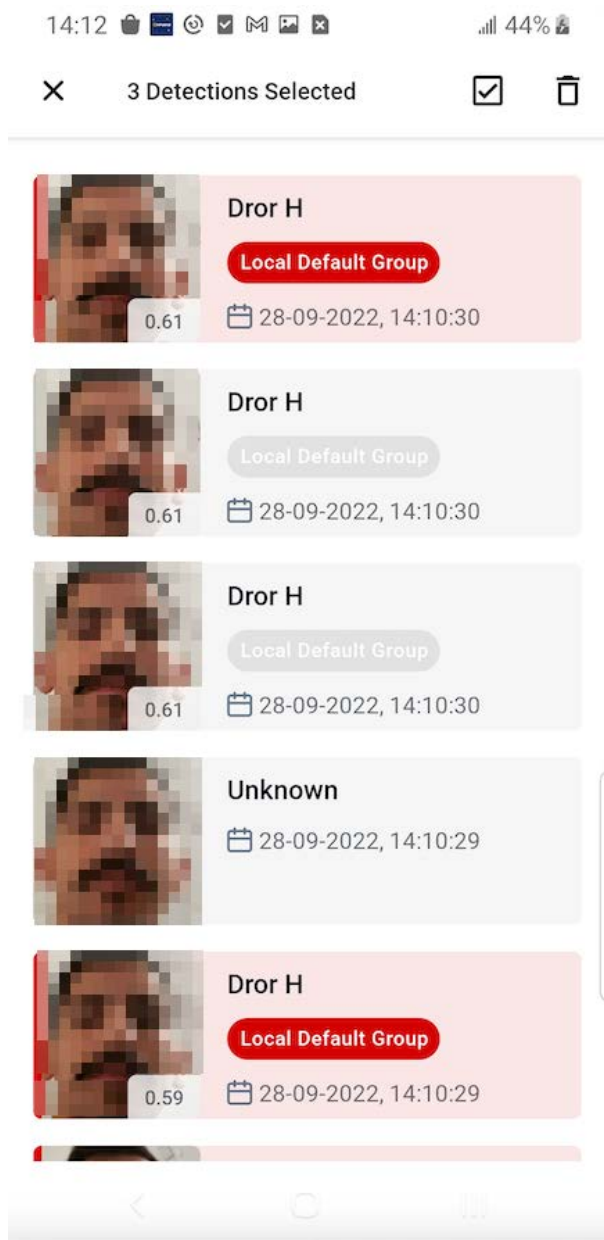 14:12 44%
3 Detections Selected
Dror H
Local Default Group
0.61 28-09-2022, 14:10:30
Dror H
Local Default Group
0.61 28-09-2022, 14:10:30
Dror H
Local Default Group
0.61 28-09-2022, 14:10:30
Unknown
28-09-2022, 14:10:29
Dror H
Local Default Group
0.59 28-09-2022, 14:10:29